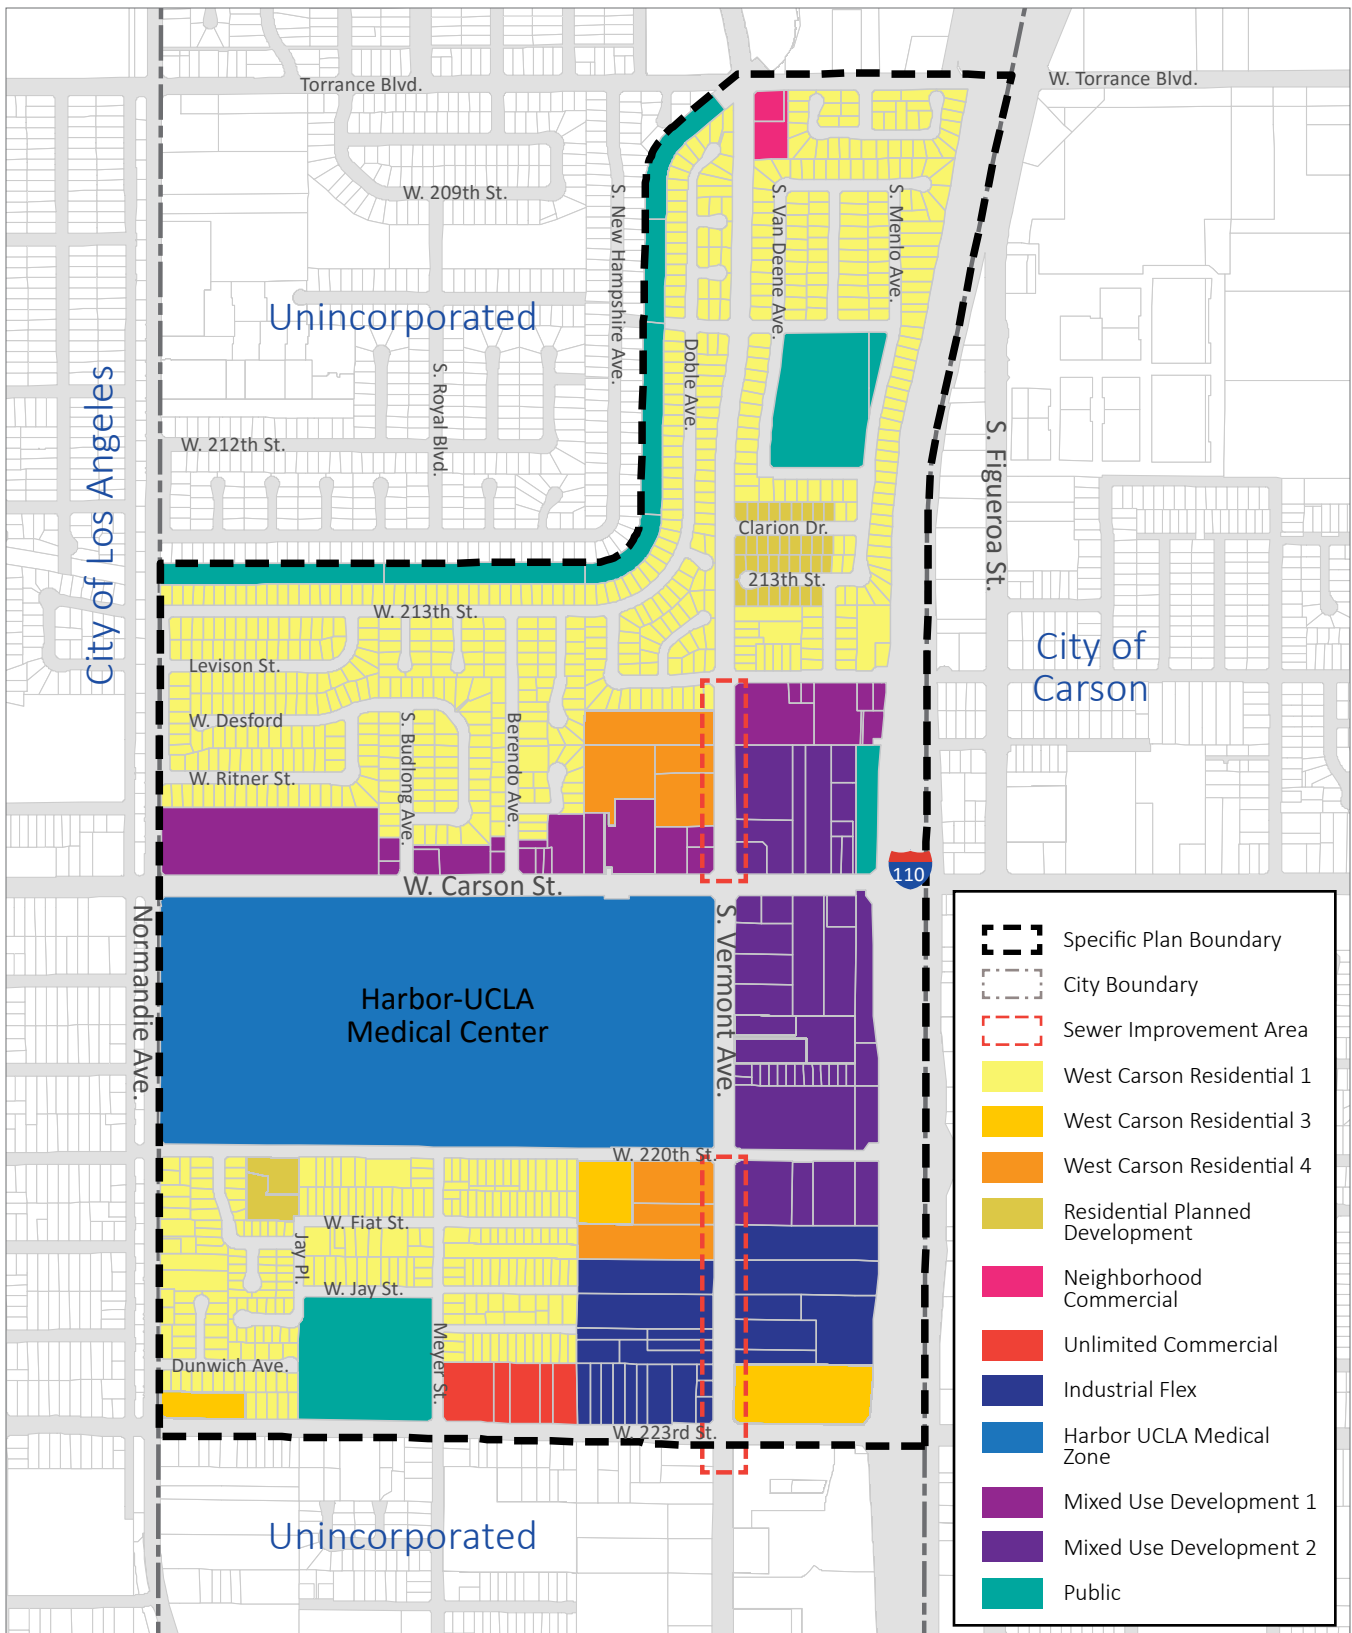 Torrance Blvd.
W. Torrance Blvd.
W. 209th St.
S. New Hampshire Ave.
S. Van Deene Ave.
S. Menlo Ave.
Unincorporated
Doble Ave.
S. Royal Blvd.
City of Los Angeles
W. 212th St.
S. Figueroa St.
Clarion Dr.
213th St.
W. 213th St.
City of
Carson
Levison St.
W. Desford
S. Budlong Ave.
Berendo Ave.
W. Ritner St.
W. Carson St.
110
Normandie Ave.
S. Vermont Ave.
Harbor-UCLA
Medical Center
W. 220th St.
W. Fiat St.
Jay Pl.
W. Jay St.
Meyer St.
Dunwich Ave.
W. 223rd St.
Unincorporated
Specific Plan Boundary
City Boundary
Sewer Improvement Area
West Carson Residential 1
West Carson Residential 3
West Carson Residential 4
Residential Planned
Development
Neighborhood
Commercial
Unlimited Commercial
Industrial Flex
Harbor UCLA Medical
Zone
Mixed Use Development 1
Mixed Use Development 2
Public